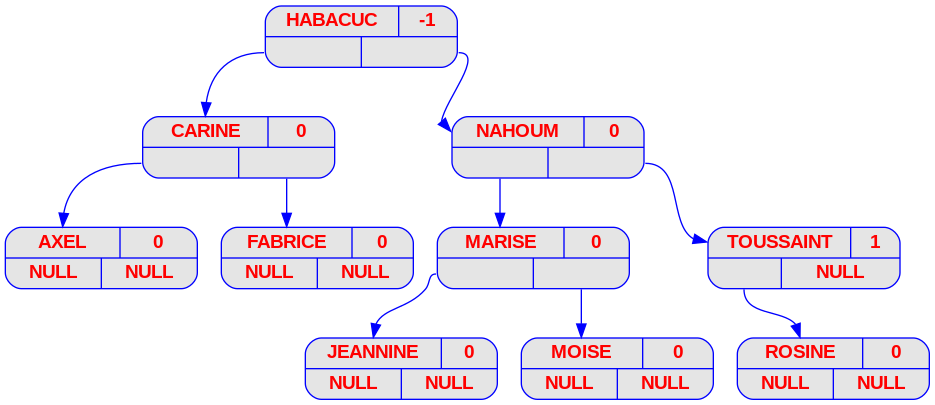 HABACUC -1
CARINE 0
NAHOUM 0
AXEL 0
NULL NULL
FABRICE 0
NULL NULL
MARISE 0
TOUSSAINT 1
NULL
JEANNINE 0
NULL NULL
MOISE 0
NULL NULL
ROSINE 0
NULL NULL